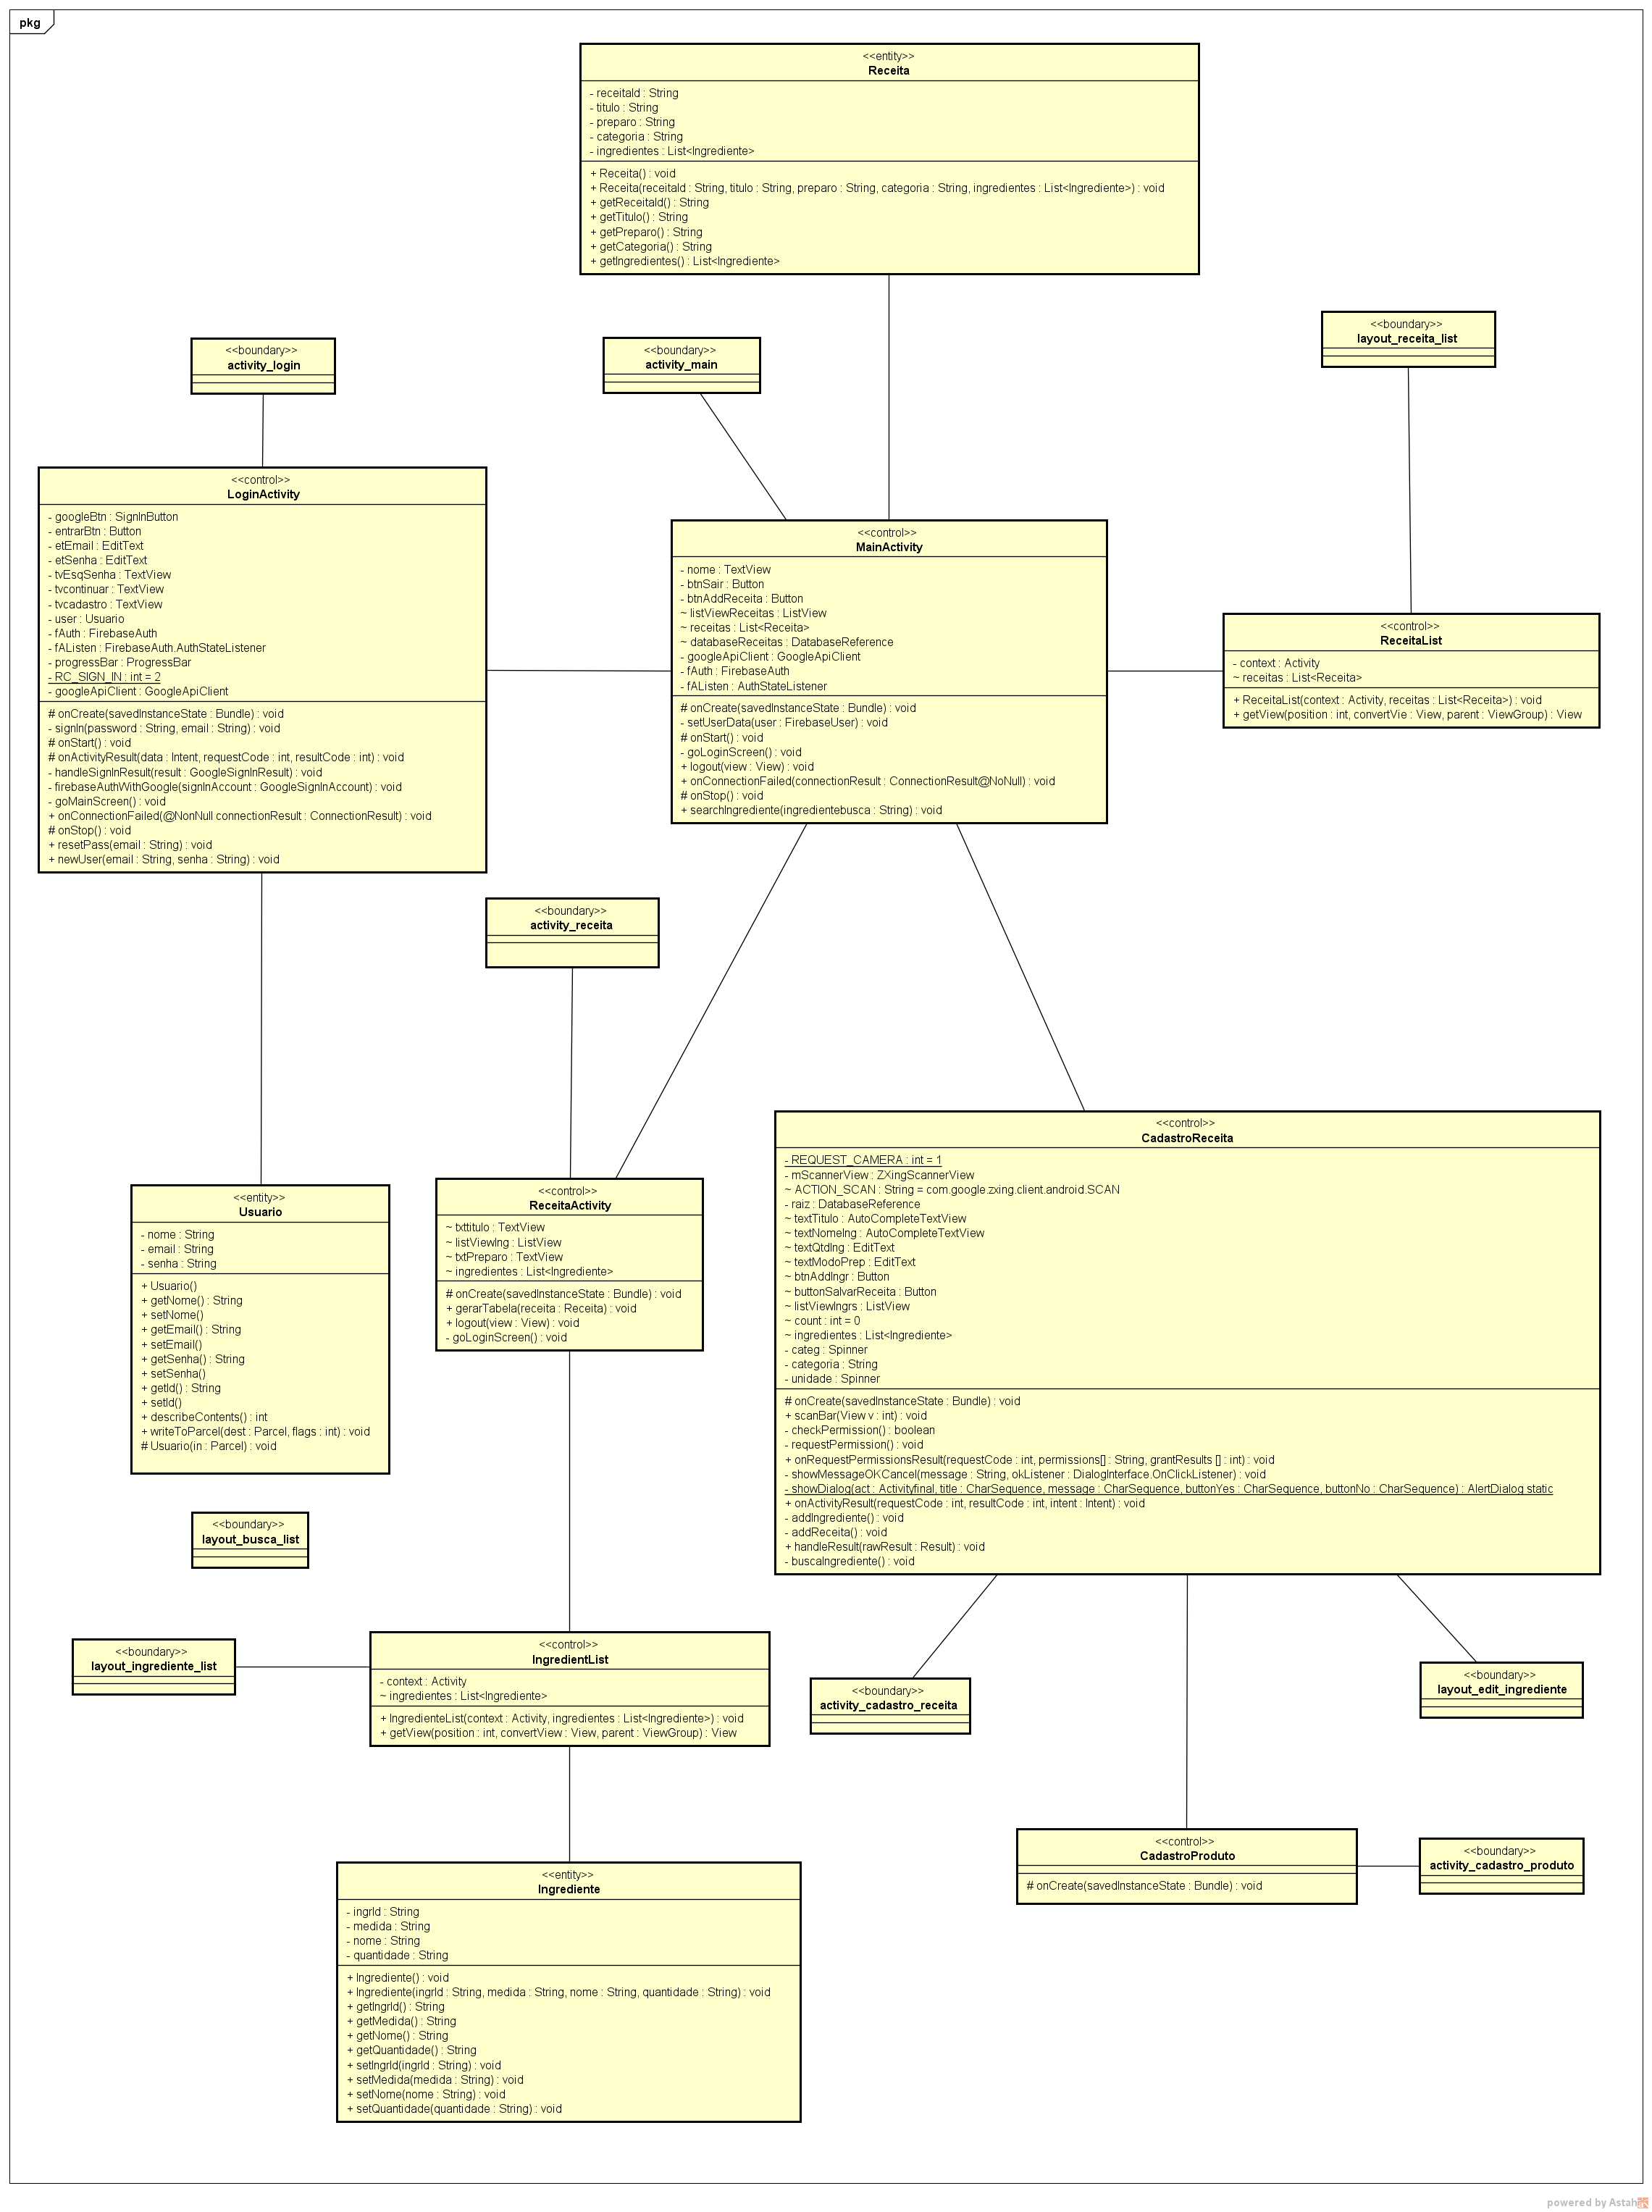 pkg
<<entity>>
Receita
- receitaId : String
- titulo : String
- preparo : String
- categoria : String
- ingredientes : List<Ingrediente>
+ Receita() : void
+ Receita(receitaId : String, titulo : String, preparo : String, categoria : String, ingredientes : List<Ingrediente>) : void
+ getReceitaId() : String
+ getTitulo() : String
+ getPreparo() : String
+ getCategoria() : String
+ getIngredientes() : List<Ingrediente>
<<boundary>>
activity_login
<<boundary>>
activity_main
<<boundary>>
layout_receita_list
<<control>>
LoginActivity
- googleBtn : SignInButton
- entrarBtn : Button
- etEmail : EditText
- etSenha : EditText
- tvEsqSenha : TextView
- tvcontinuar : TextView
- tvcadastro : TextView
- user : Usuario
- fAuth : FirebaseAuth
- fAListen : FirebaseAuth.AuthStateListener
- progressBar : ProgressBar
- RC_SIGN_IN : int = 2
- googleApiClient : GoogleApiClient
# onCreate(savedInstanceState : Bundle) : void
- signIn(password : String, email : String) : void
# onStart() : void
# onActivityResult(data : Intent, requestCode : int, resultCode : int) : void
- handleSignInResult(result : GoogleSignInResult) : void
- firebaseAuthWithGoogle(signInAccount : GoogleSignInAccount) : void
- goMainScreen() : void
+ onConnectionFailed(@NonNull connectionResult : ConnectionResult) : void
# onStop() : void
+ resetPass(email : String) : void
+ newUser(email : String, senha : String) : void
<<control>>
MainActivity
- nome : TextView
- btnSair : Button
- btnAddReceita : Button
~ listViewReceitas : ListView
~ receitas : List<Receita>
~ databaseReceitas : DatabaseReference
- googleApiClient : GoogleApiClient
- fAuth : FirebaseAuth
- fAListen : AuthStateListener
# onCreate(savedInstanceState : Bundle) : void
- setUserData(user : FirebaseUser) : void
# onStart() : void
- goLoginScreen() : void
+ logout(view : View) : void
+ onConnectionFailed(connectionResult : ConnectionResult@NoNull) : void
# onStop() : void
+ searchIngrediente(ingredientebusca : String) : void
<<control>>
ReceitaList
- context : Activity
~ receitas : List<Receita>
+ ReceitaList(context : Activity, receitas : List<Receita>) : void
+ getView(position : int, convertVie : View, parent : ViewGroup) : View
<<boundary>>
activity_receita
<<entity>>
Usuario
- nome : String
- email : String
- senha : String
+ Usuario()
+ getNome() : String
+ setNome()
+ getEmail() : String
+ setEmail()
+ getSenha() : String
+ setSenha()
+ getId() : String
+ setId()
+ describeContents() : int
+ writeToParcel(dest : Parcel, flags : int) : void
# Usuario(in : Parcel) : void
<<control>>
ReceitaActivity
~ txttitulo : TextView
~ listViewIng : ListView
~ txtPreparo : TextView
~ ingredientes : List<Ingrediente>
# onCreate(savedInstanceState : Bundle) : void
+ gerarTabela(receita : Receita) : void
+ logout(view : View) : void
- goLoginScreen() : void
<<control>>
CadastroReceita
- REQUEST_CAMERA : int = 1
- mScannerView : ZXingScannerView
~ ACTION_SCAN : String = com.google.zxing.client.android.SCAN
- raiz : DatabaseReference
~ textTitulo : AutoCompleteTextView
~ textNomeIng : AutoCompleteTextView
~ textQtdIng : EditText
~ textModoPrep : EditText
~ btnAddIngr : Button
~ buttonSalvarReceita : Button
~ listViewIngrs : ListView
~ count : int = 0
~ ingredientes : List<Ingrediente>
- categ : Spinner
- categoria : String
- unidade : Spinner
# onCreate(savedInstanceState : Bundle) : void
+ scanBar(View v : int) : void
- checkPermission() : boolean
- requestPermission() : void
+ onRequestPermissionsResult(requestCode : int, permissions[] : String, grantResults [] : int) : void
- showMessageOKCancel(message : String, okListener : DialogInterface.OnClickListener) : void
- showDialog(act : Activityfinal, title : CharSequence, message : CharSequence, buttonYes : CharSequence, buttonNo : CharSequence) : AlertDialog static
+ onActivityResult(requestCode : int, resultCode : int, intent : Intent) : void
- addIngrediente() : void
- addReceita() : void
+ handleResult(rawResult : Result) : void
- buscaIngrediente() : void
<<boundary>>
layout_busca_list
<<boundary>>
layout_ingrediente_list
<<control>>
IngredientList
- context : Activity
~ ingredientes : List<Ingrediente>
+ IngredienteList(context : Activity, ingredientes : List<Ingrediente>) : void
+ getView(position : int, convertView : View, parent : ViewGroup) : View
<<boundary>>
activity_cadastro_receita
<<boundary>>
layout_edit_ingrediente
<<control>>
CadastroProduto
# onCreate(savedInstanceState : Bundle) : void
<<boundary>>
activity_cadastro_produto
<<entity>>
Ingrediente
- ingrId : String
- medida : String
- nome : String
- quantidade : String
+ Ingrediente() : void
+ Ingrediente(ingrId : String, medida : String, nome : String, quantidade : String) : void
+ getIngrId() : String
+ getMedida() : String
+ getNome() : String
+ getQuantidade() : String
+ setIngrId(ingrId : String) : void
+ setMedida(medida : String) : void
+ setNome(nome : String) : void
+ setQuantidade(quantidade : String) : void
powered by Astah